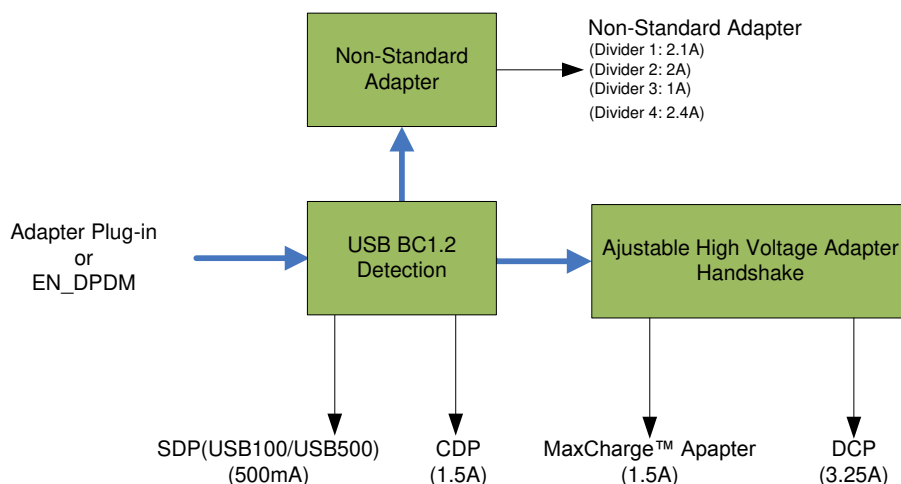 Non-Standard
Adapter
Non-Standard Adapter
(Divider 1: 2.1A)
(Divider 2: 2A)
(Divider 3: 1A)
(Divider 4: 2.4A)
Adapter Plug-in
or
EN_DPDM
USB BC1.2
Detection
Ajustable High Voltage Adapter
Handshake
SDP(USB100/USB500)
(500mA)
CDP
(1.5A)
MaxCharge™ Apapter
(1.5A)
DCP
(3.25A)